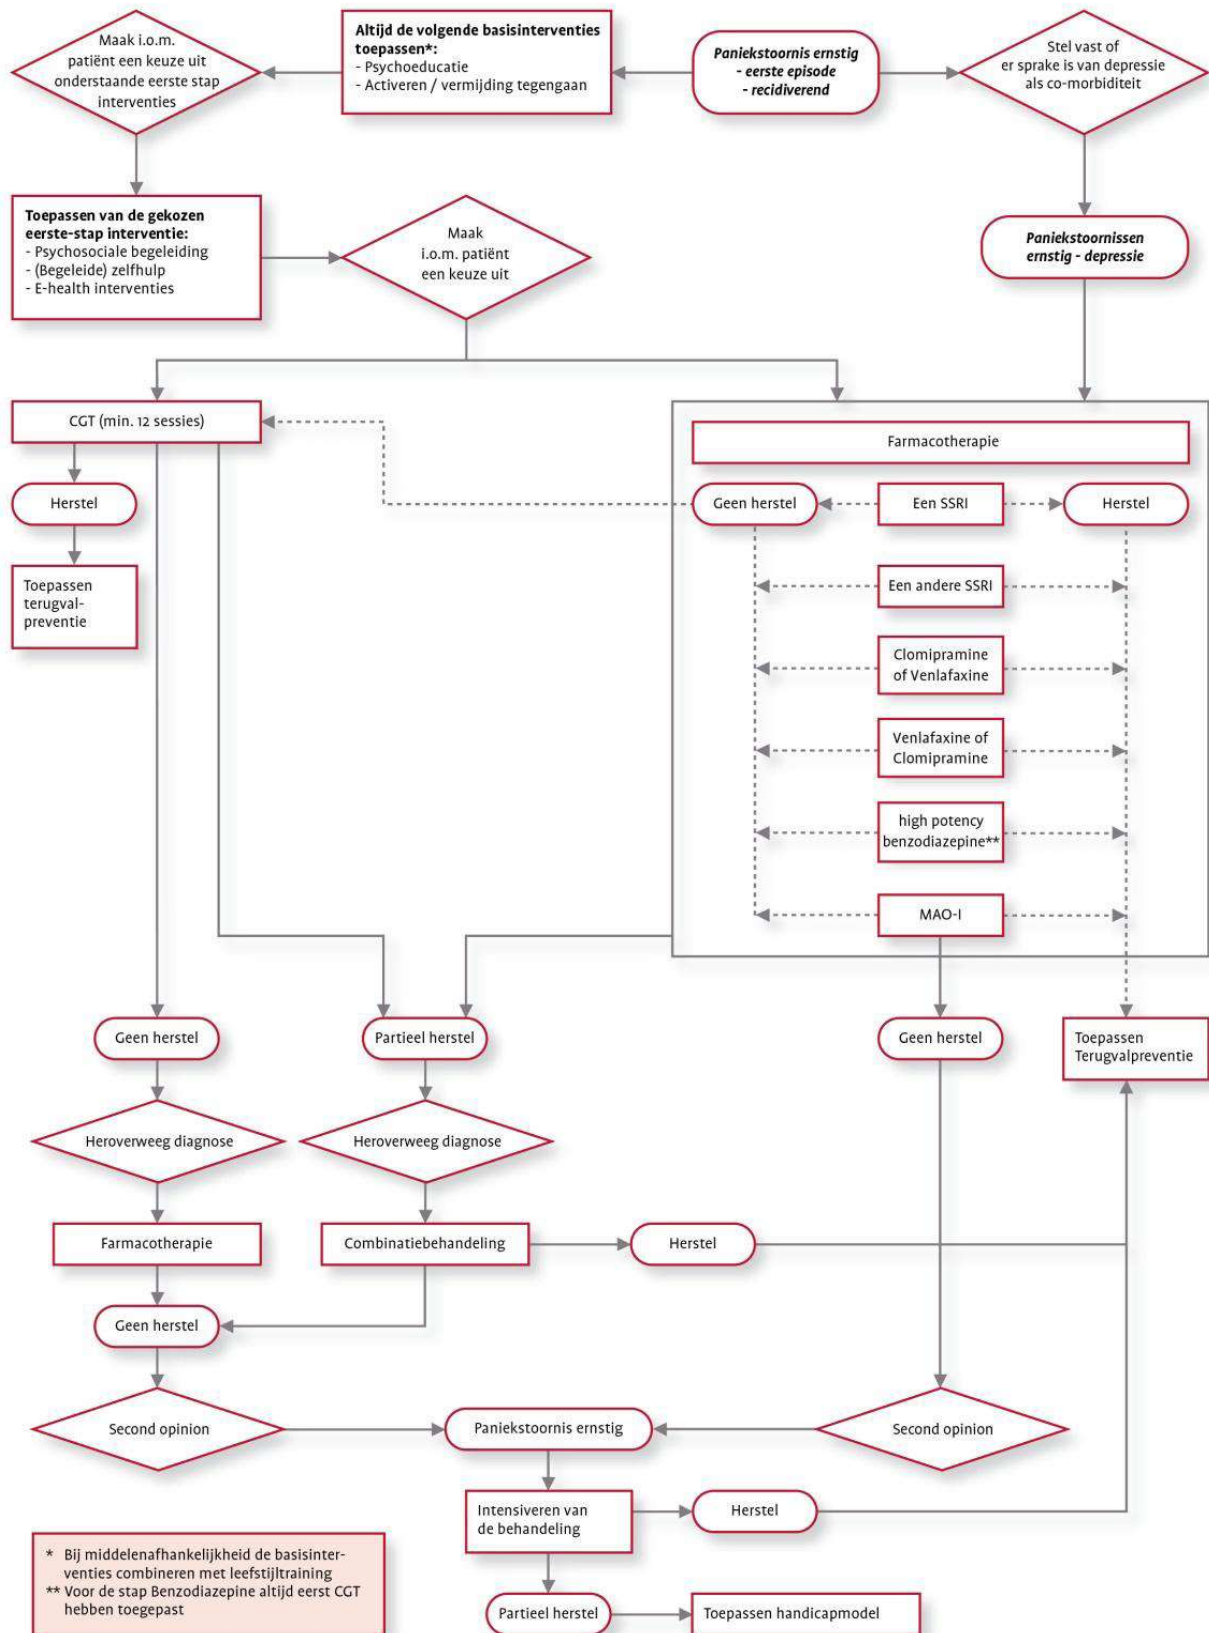 Maak i.o.m.
patiënt een keuze uit
onderstaande eerste stap
interventies
Altijd de volgende basisinterventies
toepassen*:
- Psychoeducatie
- Activeren / vermijding tegengaan
Paniekstoornis ernstig
- eerste episode
- recidiverend
Stel vast of
er sprake is van depressie
als co-morbiditeit
Toepassen van de gekozen
eerste-stap interventie:
- Psychosociale begeleiding
- (Begeleide) zelfhulp
- E-health interventies
Maak
i.o.m. patiënt
een keuze uit
Paniekstoornissen
ernstig - depressie
CGT (min. 12 sessies)
Herstel
Toepassen
terugval-
preventie
Farmacotherapie
Geen herstel
Een SSRI
Herstel
Een andere SSRI
Clomipramine
of Venlafaxine
Venlafaxine of
Clomipramine
high potency
benzodiazepine**
MAO-I
Geen herstel
Partieel herstel
Geen herstel
Toepassen
Terugvalpreventie
Heroverweeg diagnose
Heroverweeg diagnose
Farmacotherapie
Combinatiebehandeling
Herstel
Geen herstel
Second opinion
Paniekstoornis ernstig
Second opinion
Intensiveren van
de behandeling
Herstel
Partieel herstel
Toepassen handicapmodel
* Bij middelenafhankelijkheid de basisinter-
venties combineren met leefstijltraining
** Voor de stap Benzodiazepine altijd eerst CGT
hebben toegepast